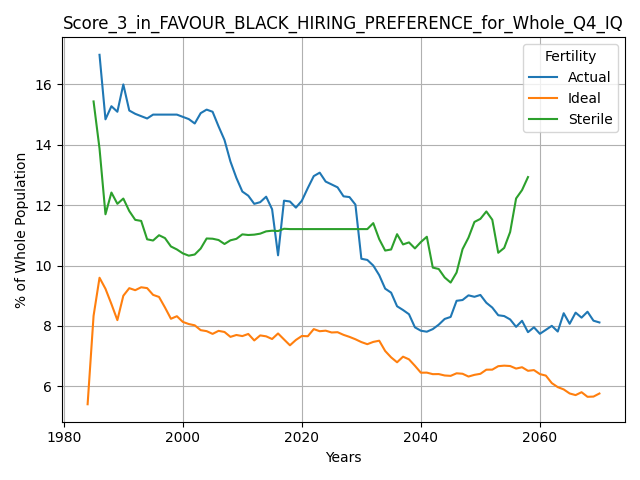 Score_3_in_FAVOUR_BLACK_HIRING_PREFERENCE_for_Whole_Q4_IQ
Fertility
Actual
Ideal
Sterile
% of Whole Population
16
14
12
10
8
6
1980 2000 2020 2040 2060
Years